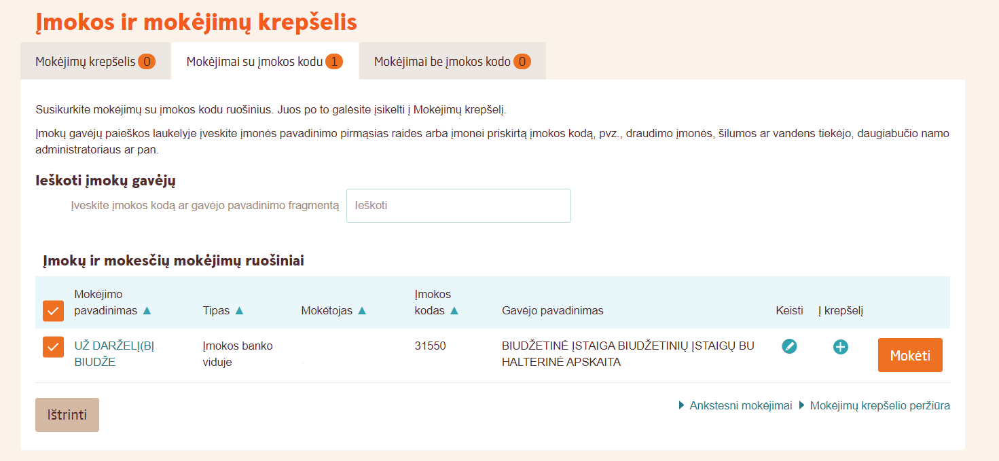 Įmokos ir mokėjimų krepšelis
Mokėjimų krepšelis 0
Mokėjimai su įmokos kodu 1
Mokėjimai be įmokos kodo 0
Susikurkite mokėjimų su įmokos kodu ruošinius. Juos po to galėsite įsikelti į Mokėjimų krepšelį.
Įmokų gavėjų paieškos laukelyje įveskite įmonės pavadinimo pirmąsias raides arba įmonei priskirtą įmokos kodą, pvz., draudimo įmonės, šilumos ar vandens tiekėjo, daugiabučio namo
administratoriaus ar pan.
Ieškoti įmokų gavėjų
Įveskite įmokos kodą ar gavėjo pavadinimo fragmentą
Ieškoti
Įmokų ir mokesčių mokėjimų ruošiniai
Mokėjimo
pavadinimas
Tipas
Mokėtojas
Įmokos
kodas
Gavėjo pavadinimas
Keisti
Į krepšelį
UŽ DARŽELĮ(BĮ
BIUDŽE
Įmokos banko
viduje
31550
BIUDŽETINĖ ĮSTAIGA BIUDŽETINIŲ ĮSTAIGŲ BU
HALTERINĖ APSKAITA
Mokėti
Ištrinti
Ankstesni mokėjimai
Mokėjimų krepšelio peržiūra